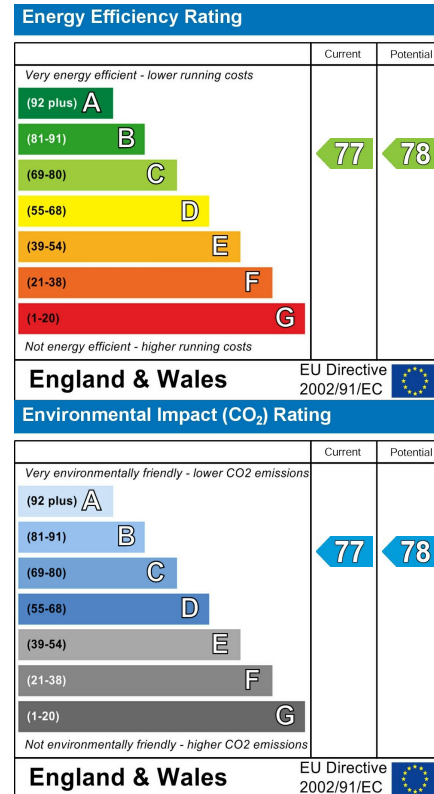 Energy Efficiency Rating
Current Potential
Very energy efficient - lower running costs
(92 plus) A
(81-91) B
(69-80) C
77 78
(55-68) D
(39-54) E
(21-38) F
(1-20) G
Not energy efficient - higher running costs
England & Wales
EU Directive
2002/91/EC
Environmental Impact (CO₂) Rating
Current Potential
Very environmentally friendly - lower CO2 emissions
(92 plus) A
(81-91) B
(69-80) C
77 78
(55-68) D
(39-54) E
(21-38) F
(1-20) G
Not environmentally friendly - higher CO2 emissions
England & Wales
EU Directive
2002/91/EC